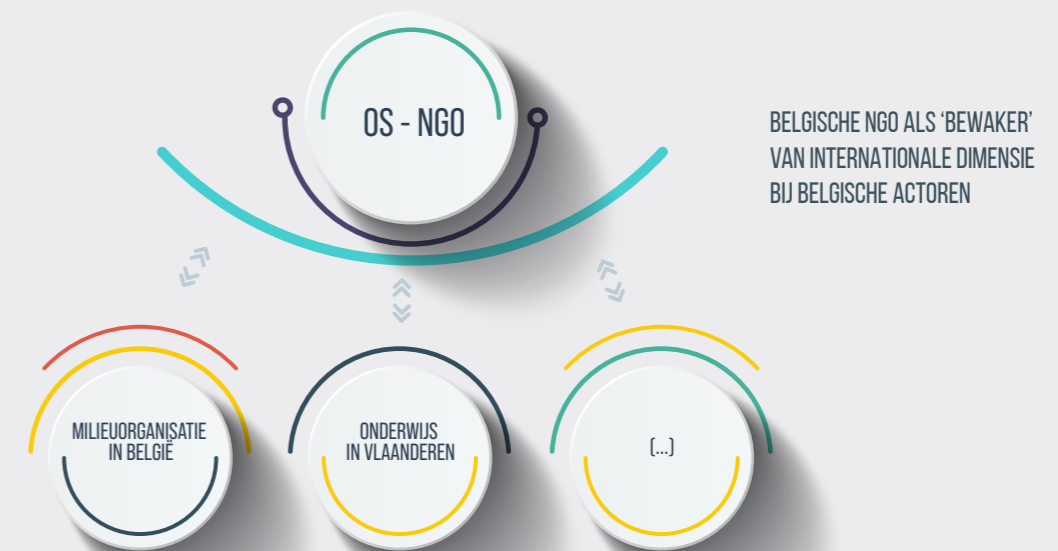 OS - NGO
BELGISCHE NGO ALS ‘BEWAKER’
VAN INTERNATIONALE DIMENSIE
BIJ BELGISCHE ACTOREN
MILIEUORGANISATIE
IN BELGIË
ONDERWIJS
IN VLAANDEREN
(...)